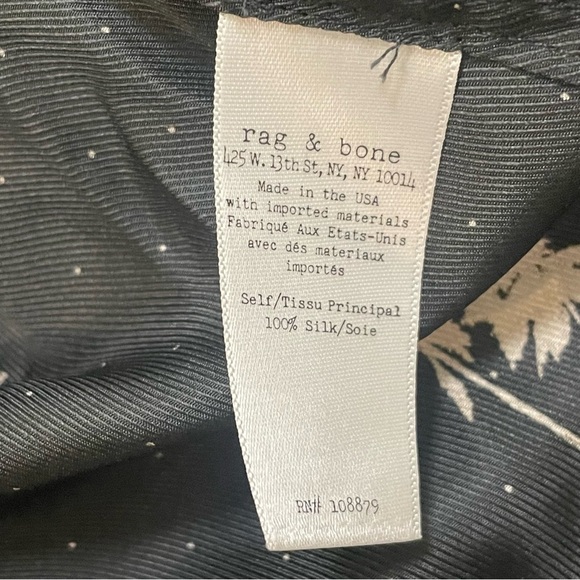 rag & bone
425 W. 13th St, NY, NY 10014
Made in the USA
with imported materials
Fabriqué Aux Etats-Unis
avec dés materiaux
importés
Self/Tissu Principal
100% Silk/Soie
RN# 108879